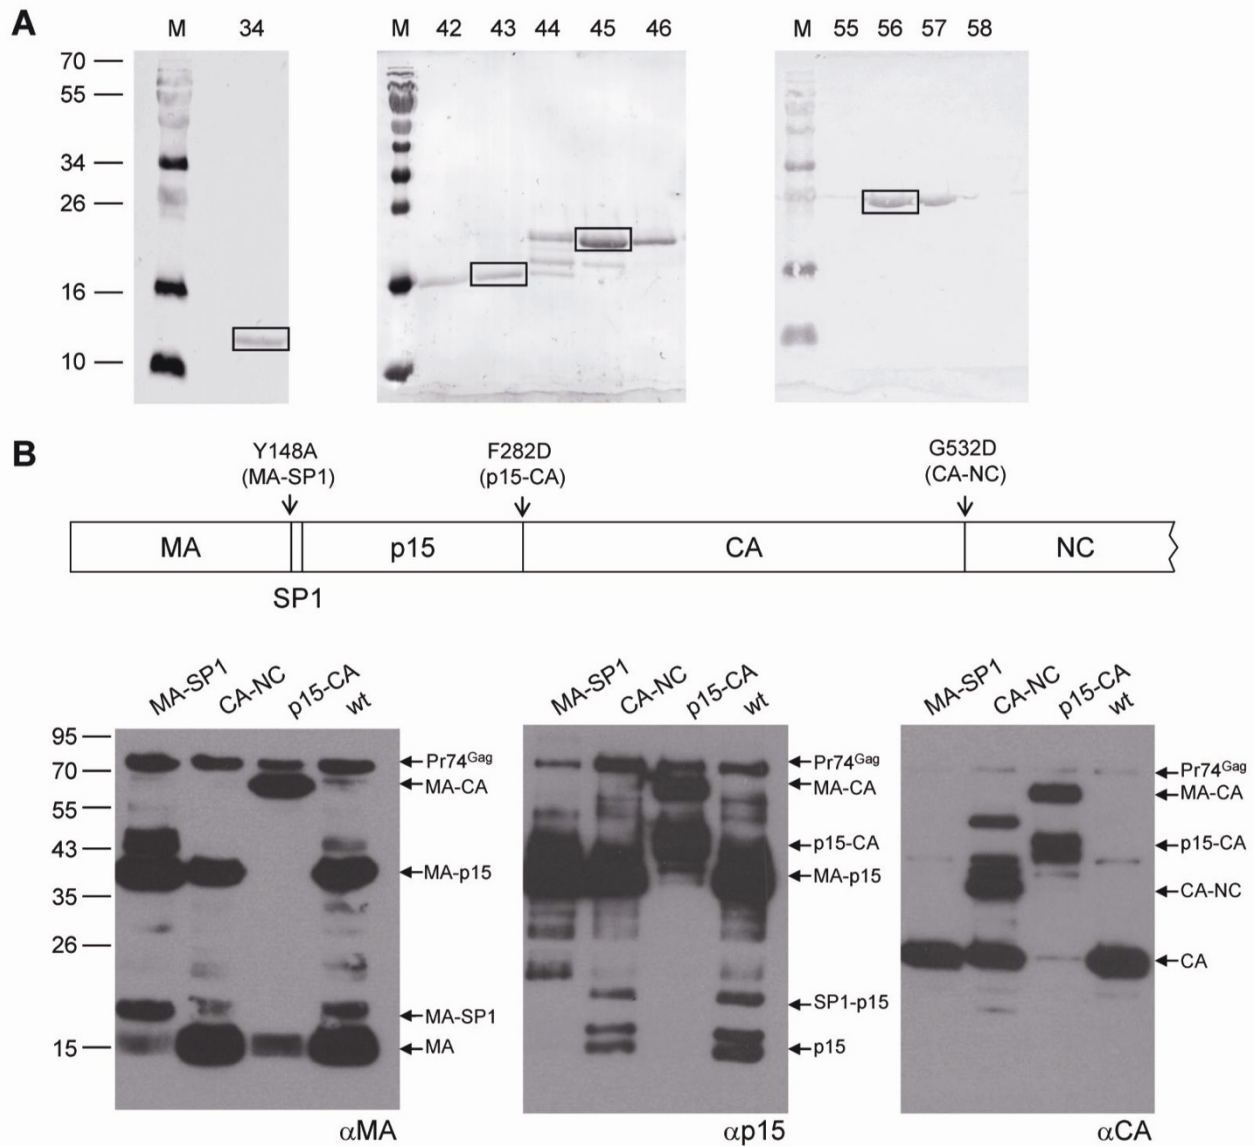 A
M 34
M 42 43 44 45 46
M 55 56 57 58
70
55
34
26
16
10
B
Y148A
(MA-SP1)
F282D
(p15-CA)
G532D
(CA-NC)
MA
p15
CA
NC
SP1
MA-SP1
CA-NC
p15-CA
wt
95
70
55
43
35
26
15
Pr74Gag
MA-CA
MA-p15
MA-SP1
MA
αMA
MA-SP1
CA-NC
p15-CA
wt
Pr74Gag
MA-CA
p15-CA
MA-p15
SP1-p15
p15
αp15
MA-SP1
CA-NC
p15-CA
wt
Pr74Gag
MA-CA
p15-CA
CA-NC
CA
αCA